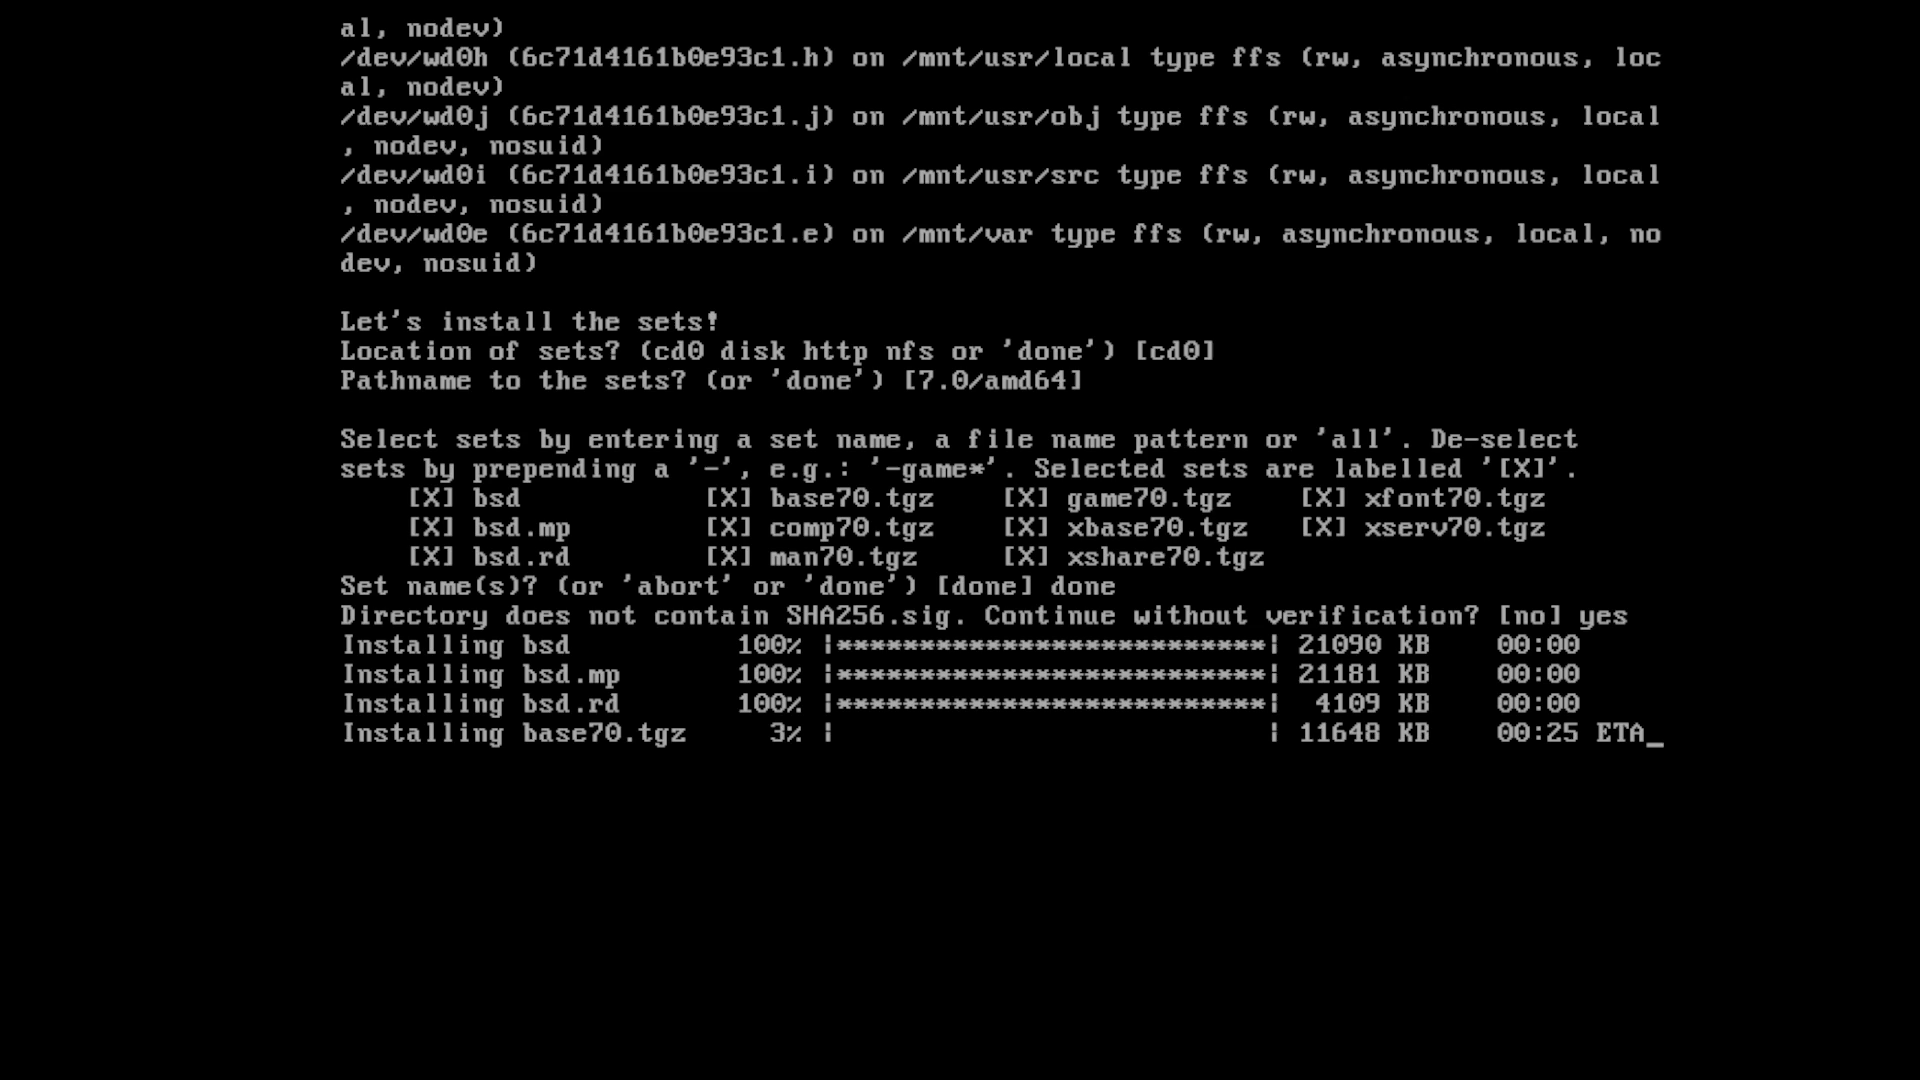 al, nodev)
/dev/wd0h (6c71d4161b0e93c1.h) on /mnt/usr/local type ffs (rw, asynchronous, loc
al, nodev)
/dev/wd0j (6c71d4161b0e93c1.j) on /mnt/usr/obj type ffs (rw, asynchronous, local
, nodev, nosuid)
/dev/wd0i (6c71d4161b0e93c1.i) on /mnt/usr/src type ffs (rw, asynchronous, local
, nodev, nosuid)
/dev/wd0e (6c71d4161b0e93c1.e) on /mnt/var type ffs (rw, asynchronous, local, no
dev, nosuid)

Let's install the sets!
Location of sets? (cd0 disk http nfs or 'done') [cd0]
Pathname to the sets? (or 'done') [7.0/amd64]

Select sets by entering a set name, a file name pattern or 'all'. De-select
sets by prepending a '-', e.g.: '-game*'. Selected sets are labelled '[X]'.
    [X] bsd           [X] base70.tgz    [X] game70.tgz    [X] xfont70.tgz
    [X] bsd.mp        [X] comp70.tgz    [X] xbase70.tgz   [X] xserv70.tgz
    [X] bsd.rd        [X] man70.tgz     [X] xshare70.tgz
Set name(s)? (or 'abort' or 'done') [done] done
Directory does not contain SHA256.sig. Continue without verification? [no] yes
Installing bsd          100% |**************************| 21090 KB    00:00
Installing bsd.mp       100% |**************************| 21181 KB    00:00
Installing bsd.rd       100% |**************************|  4109 KB    00:00
Installing base70.tgz     3% |                          | 11648 KB    00:25 ETA_